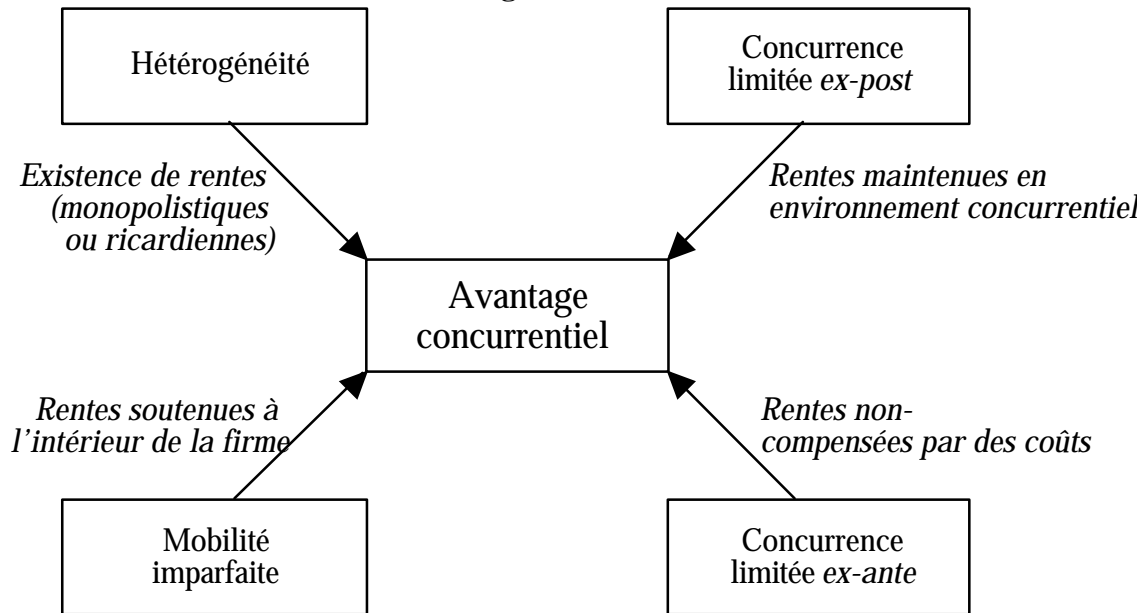 Hétérogénéité
Concurrence
limitée ex-post
Existence de rentes
(monopolistiques
ou ricardiennes)
Rentes maintenues en
environnement concurrentiel
Avantage
concurrentiel
Rentes soutenues à
l'intérieur de la firme
Rentes non-
compensées par des coûts
Mobilité
imparfaite
Concurrence
limitée ex-ante